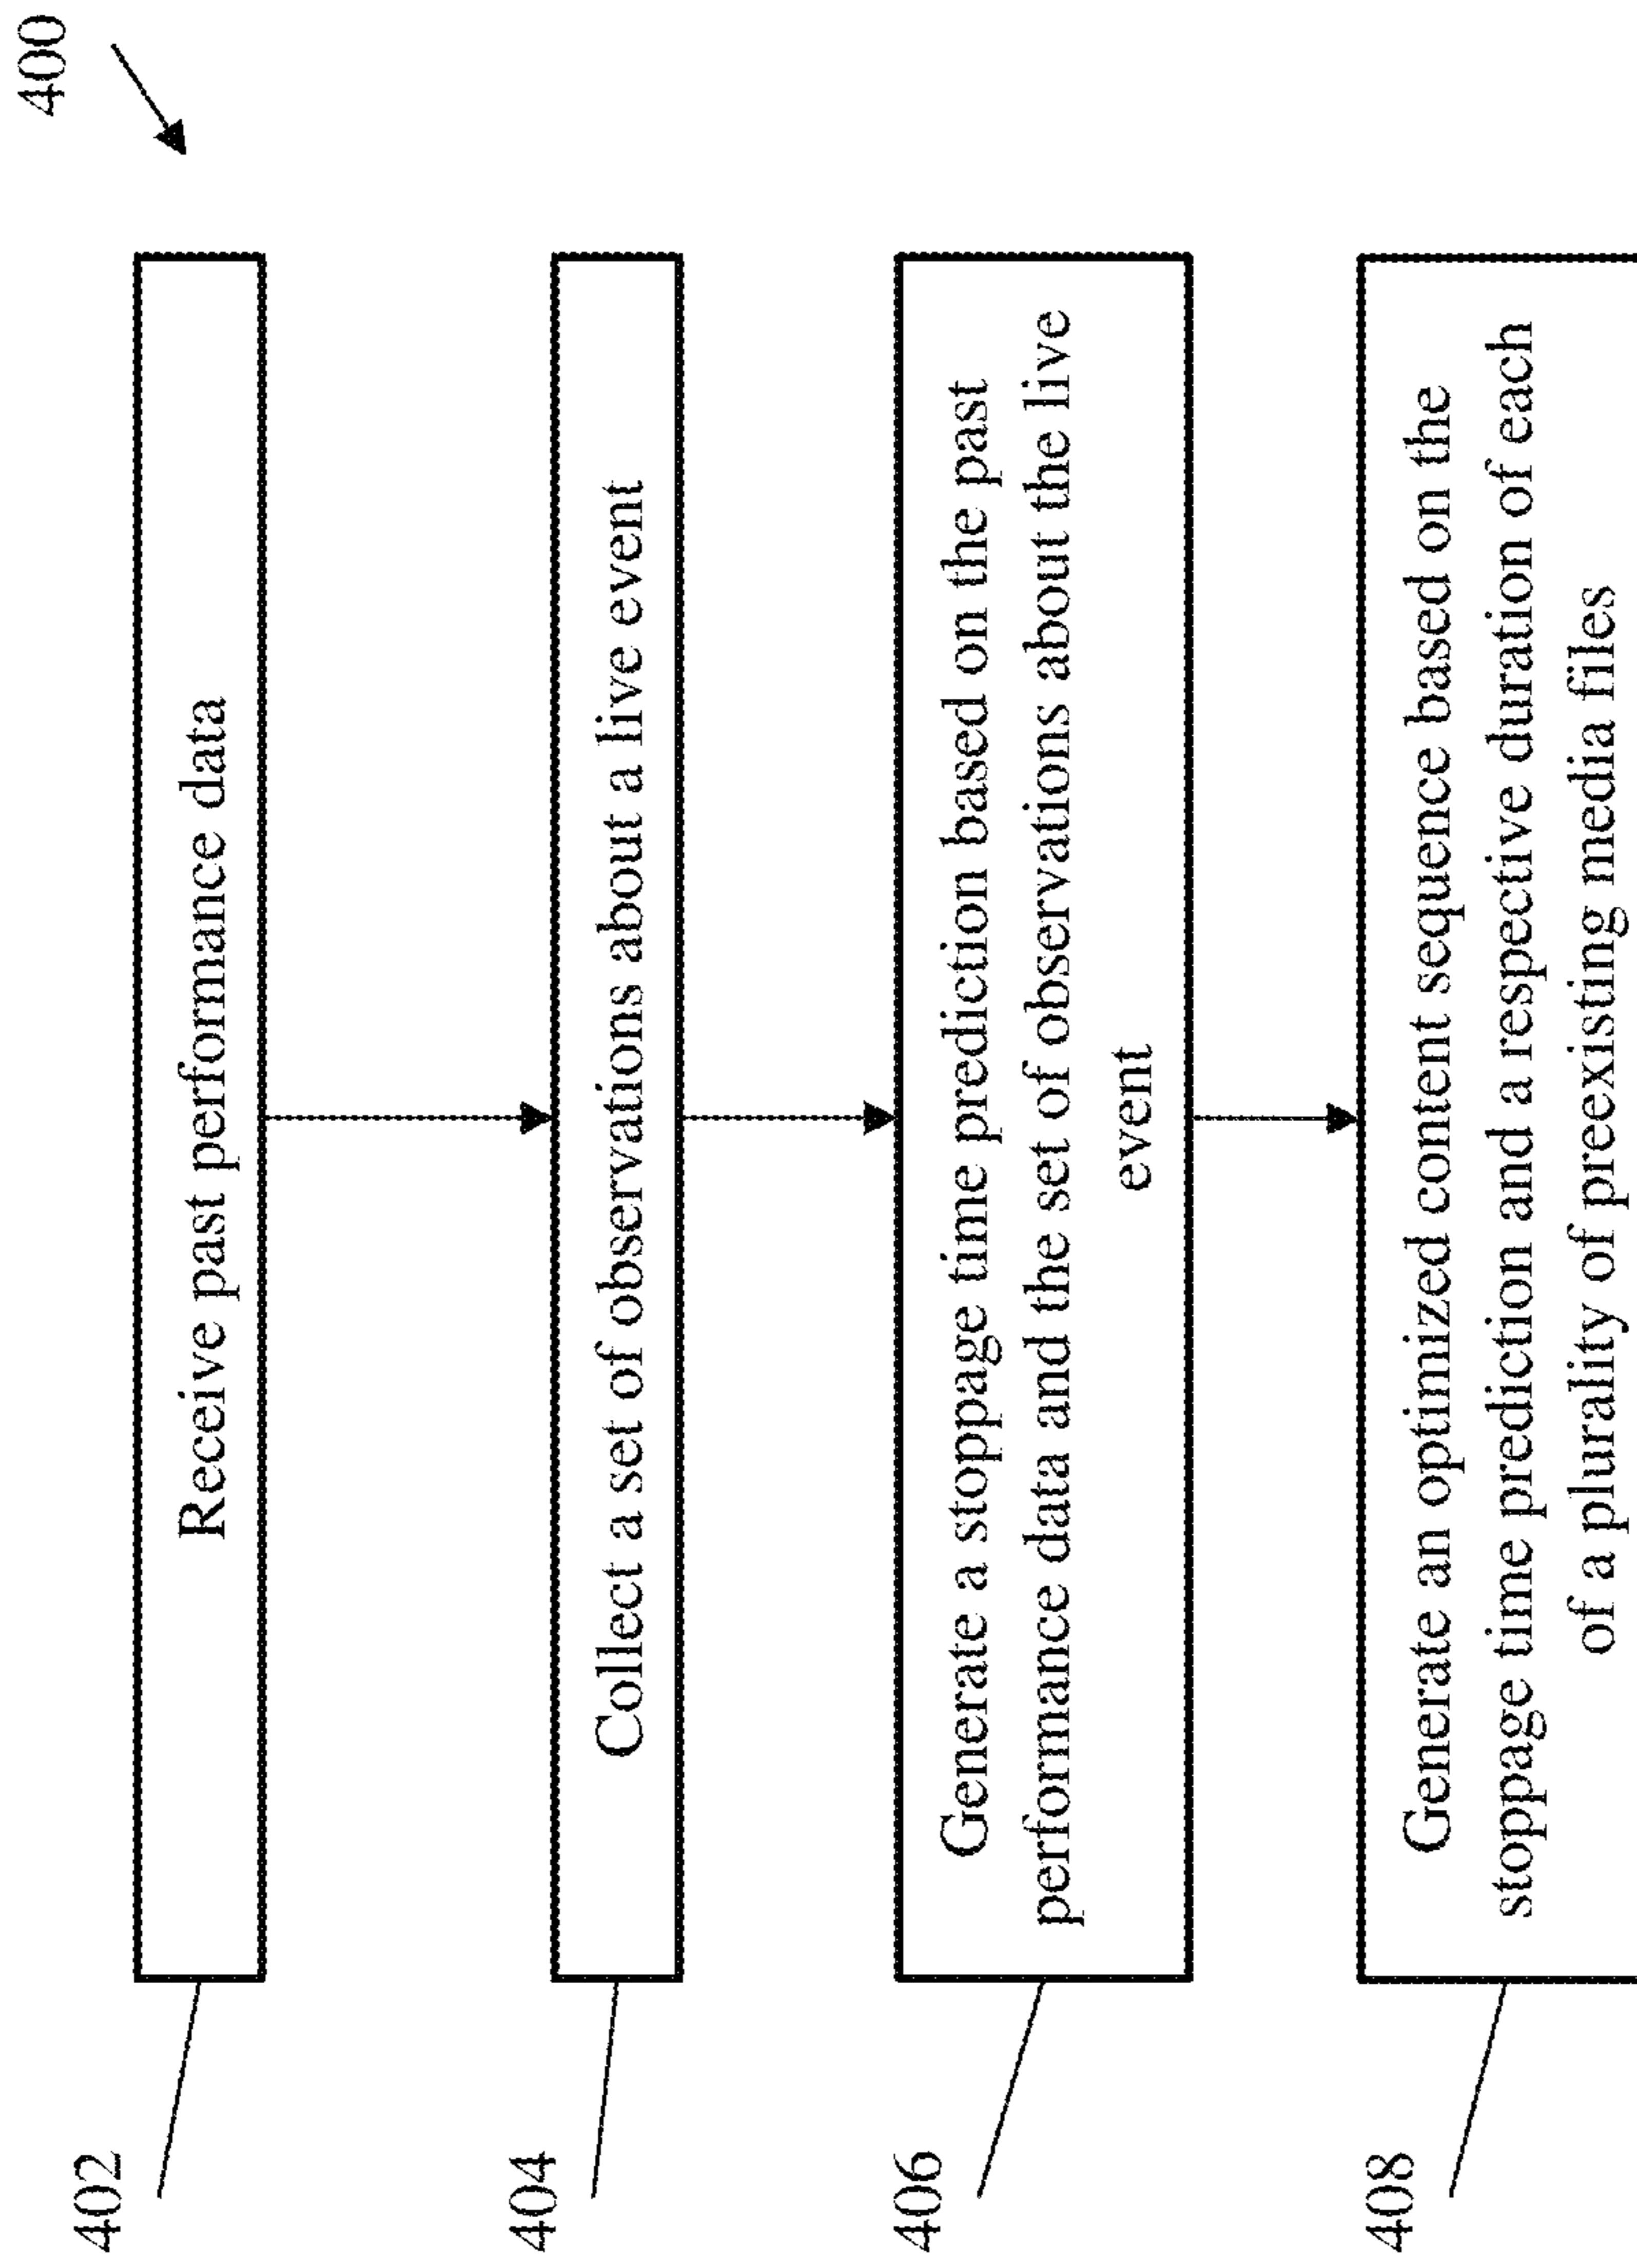 400
402
Receive past performance data
404
Collect a set of observations about a live event
406
Generate a stoppage time prediction based on the past
performance data and the set of observations about the live
event
408
Generate an optimized content sequence based on the
stoppage time prediction and a respective duration of each
of a plurality of preexisting media files